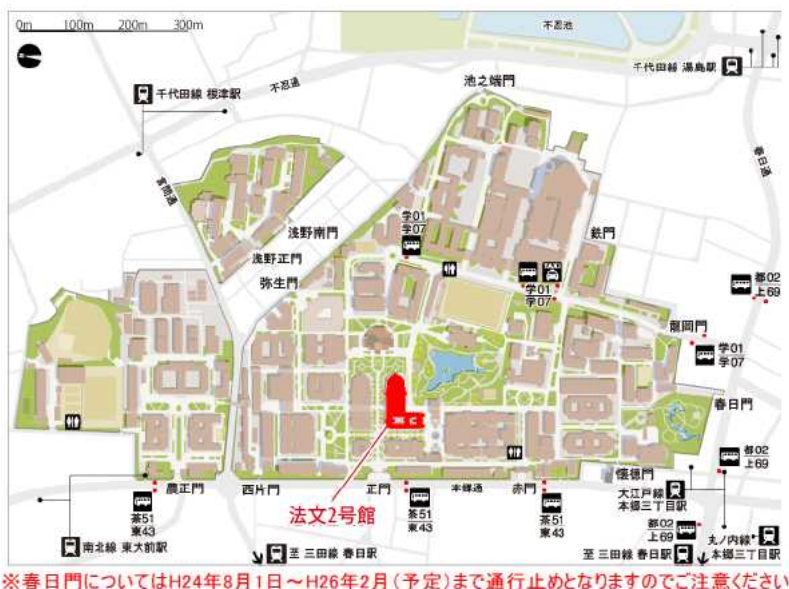 0m 100m 200m 300m
不忍池
千代田線 湯島駅
千代田線 根津駅
不忍通
池之端門
春日通
言問通
学01
学07
鉄門
浅野南門
浅野正門
弥生門
TAXI
学01
学07
都02
上69
龍岡門
学01
学07
春日門
都02
上69
懐徳門
農正門
西片門
正門
本郷通
赤門
大江戸線
本郷三丁目駅
法文2号館
茶51
東43
茶51
東43
茶51
東43
都02
上69
丸ノ内線
本郷三丁目駅
南北線 東大前駅
至 三田線 春日駅
至 三田線 春日駅
※春日門についてはH24年8月1日～H26年2月(予定)まで通行止めとなりますのでご注意ください